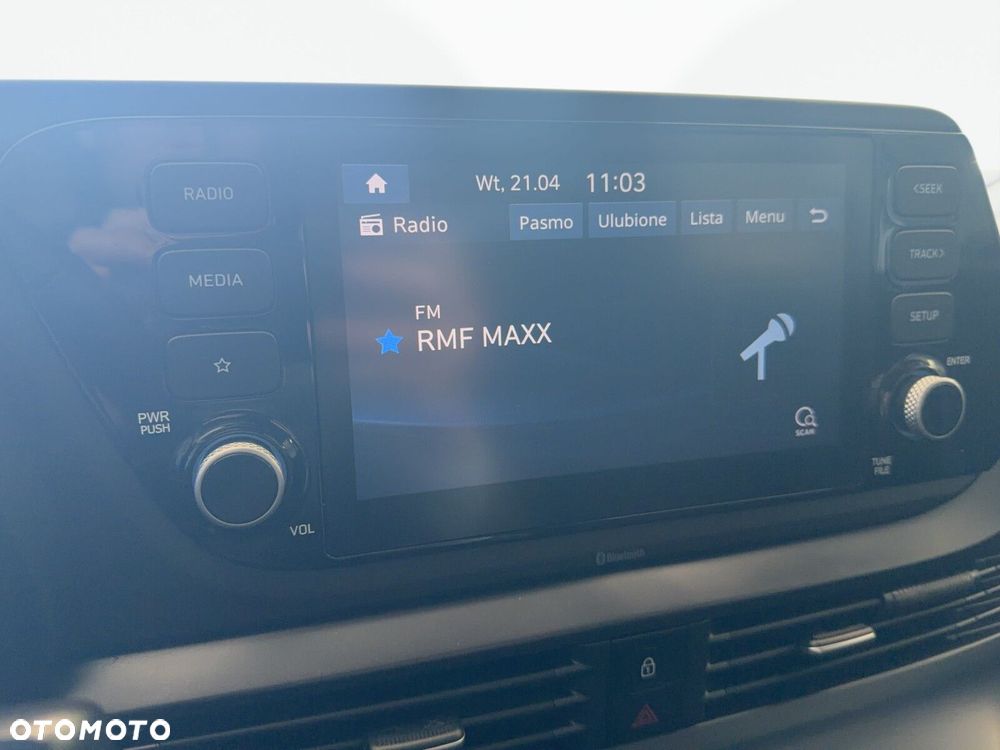 RADIO
MEDIA
PWR
PUSH
VOL
Wt, 21.04 11:03
Radio
Pasmo Ulubione Lista Menu
FM
RMF MAXX
SCAN
<SEEK
TRACK>
SETUP
ENTER
TUNE
FILE
Bluetooth
OTOMOTO